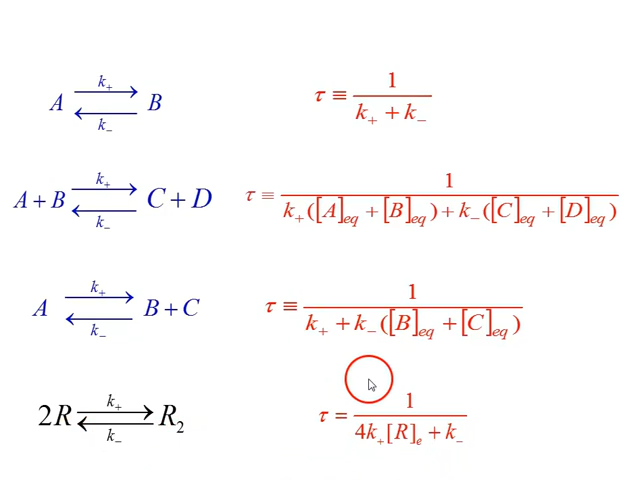 A ⇌ B (k₊, k₋) τ ≡ 1 / (k₊ + k₋)
A + B ⇌ C + D (k₊, k₋) τ ≡ 1 / (k₊([A]eq + [B]eq) + k₋([C]eq + [D]eq))
A ⇌ B + C (k₊, k₋) τ ≡ 1 / (k₊ + k₋([B]eq + [C]eq))
2R ⇌ R₂ (k₊, k₋) τ = 1 / (4k₊[R]e + k₋)